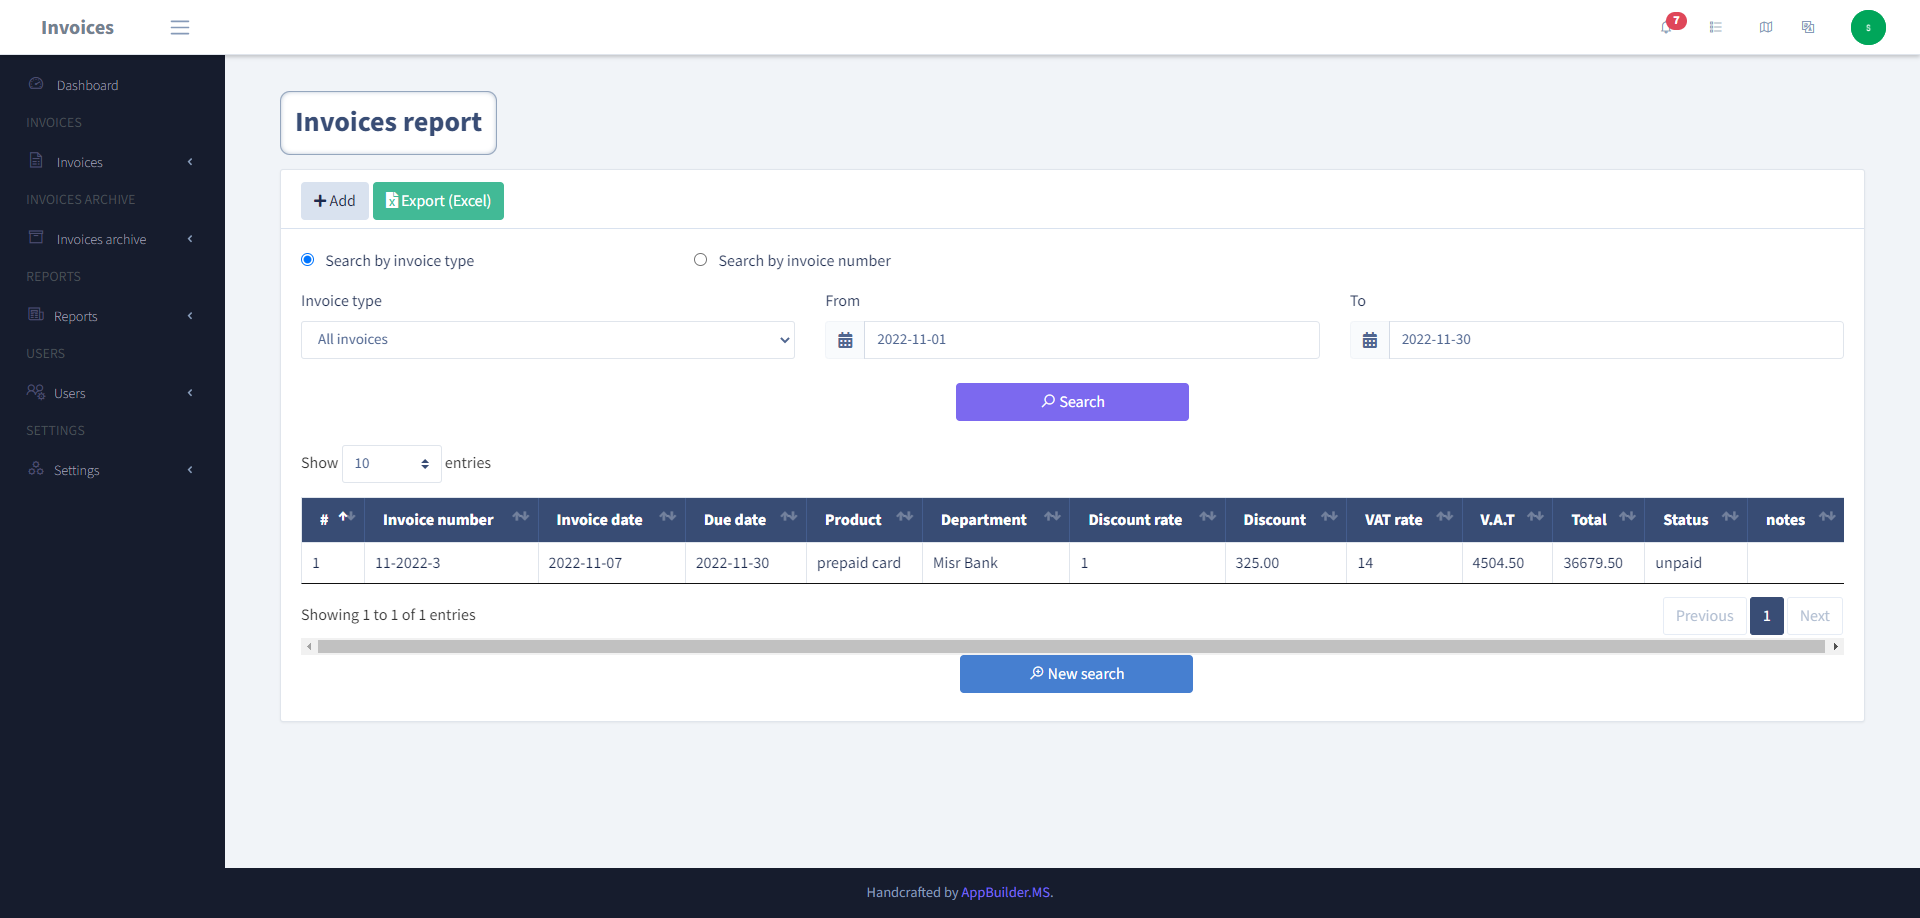 Invoices
7
S
Dashboard
INVOICES
Invoices
INVOICES ARCHIVE
Invoices archive
REPORTS
Reports
USERS
Users
SETTINGS
Settings
Invoices report
Add Export (Excel)
Search by invoice type Search by invoice number
Invoice type From To
All invoices 2022-11-01 2022-11-30
Search
Show 10 entries
# Invoice number Invoice date Due date Product Department Discount rate Discount VAT rate V.A.T Total Status notes
1 11-2022-3 2022-11-07 2022-11-30 prepaid card Misr Bank 1 325.00 14 4504.50 36679.50 unpaid
Showing 1 to 1 of 1 entries Previous 1 Next
New search
Handcrafted by AppBuilder.MS.